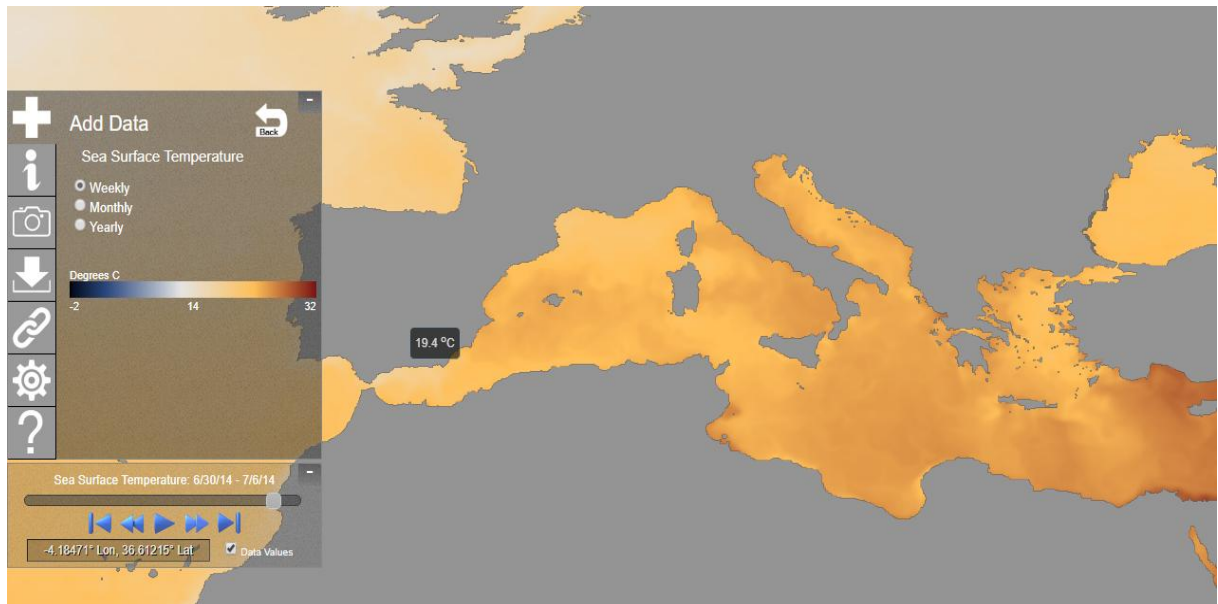 Add Data
Back
Sea Surface Temperature
Weekly
Monthly
Yearly
Degrees C
-2 14 32
19.4 °C
Sea Surface Temperature: 6/30/14 - 7/6/14
-4.18471° Lon, 36.61215° Lat
Data Values